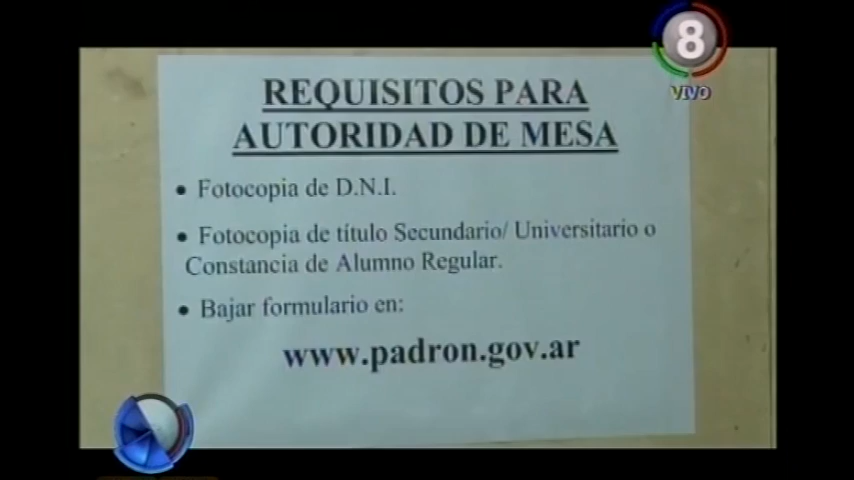 8
VIVO
REQUISITOS PARA
AUTORIDAD DE MESA
• Fotocopia de D.N.I.
• Fotocopia de título Secundario/ Universitario o
Constancia de Alumno Regular.
• Bajar formulario en:
www.padron.gov.ar